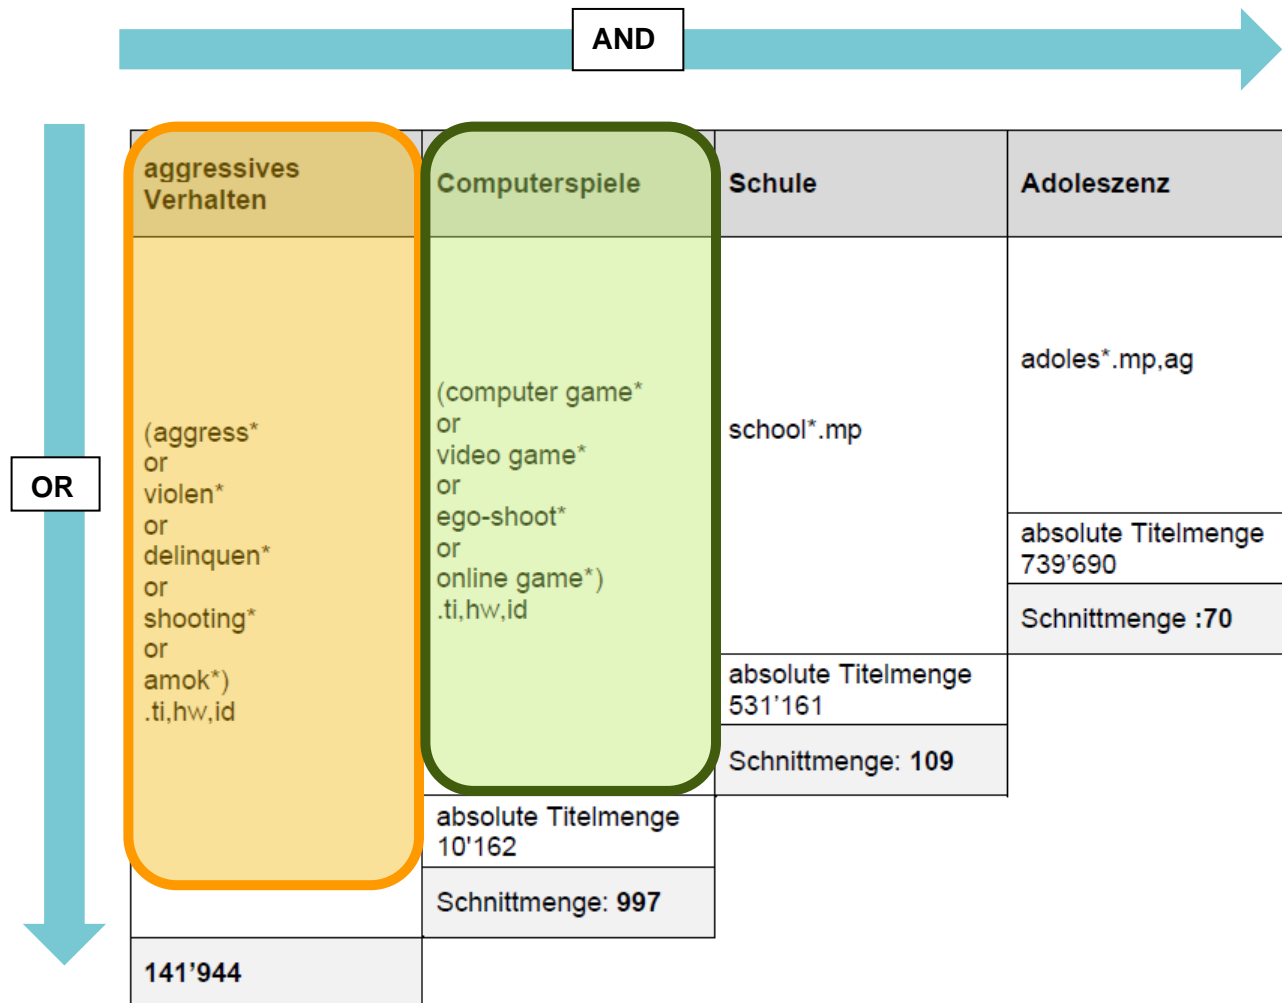 AND
OR
aggressives
Verhalten
(aggress*
or
violen*
or
delinquen*
or
shooting*
or
amok*)
.ti,hw,id
141’944
Computerspiele
(computer game*
or
video game*
or
ego-shoot*
or
online game*)
.ti,hw,id
absolute Titelmenge
10'162
Schnittmenge: 997
Schule
school*.mp
absolute Titelmenge
531’161
Schnittmenge: 109
Adoleszenz
adoles*.mp,ag
absolute Titelmenge
739’690
Schnittmenge :70